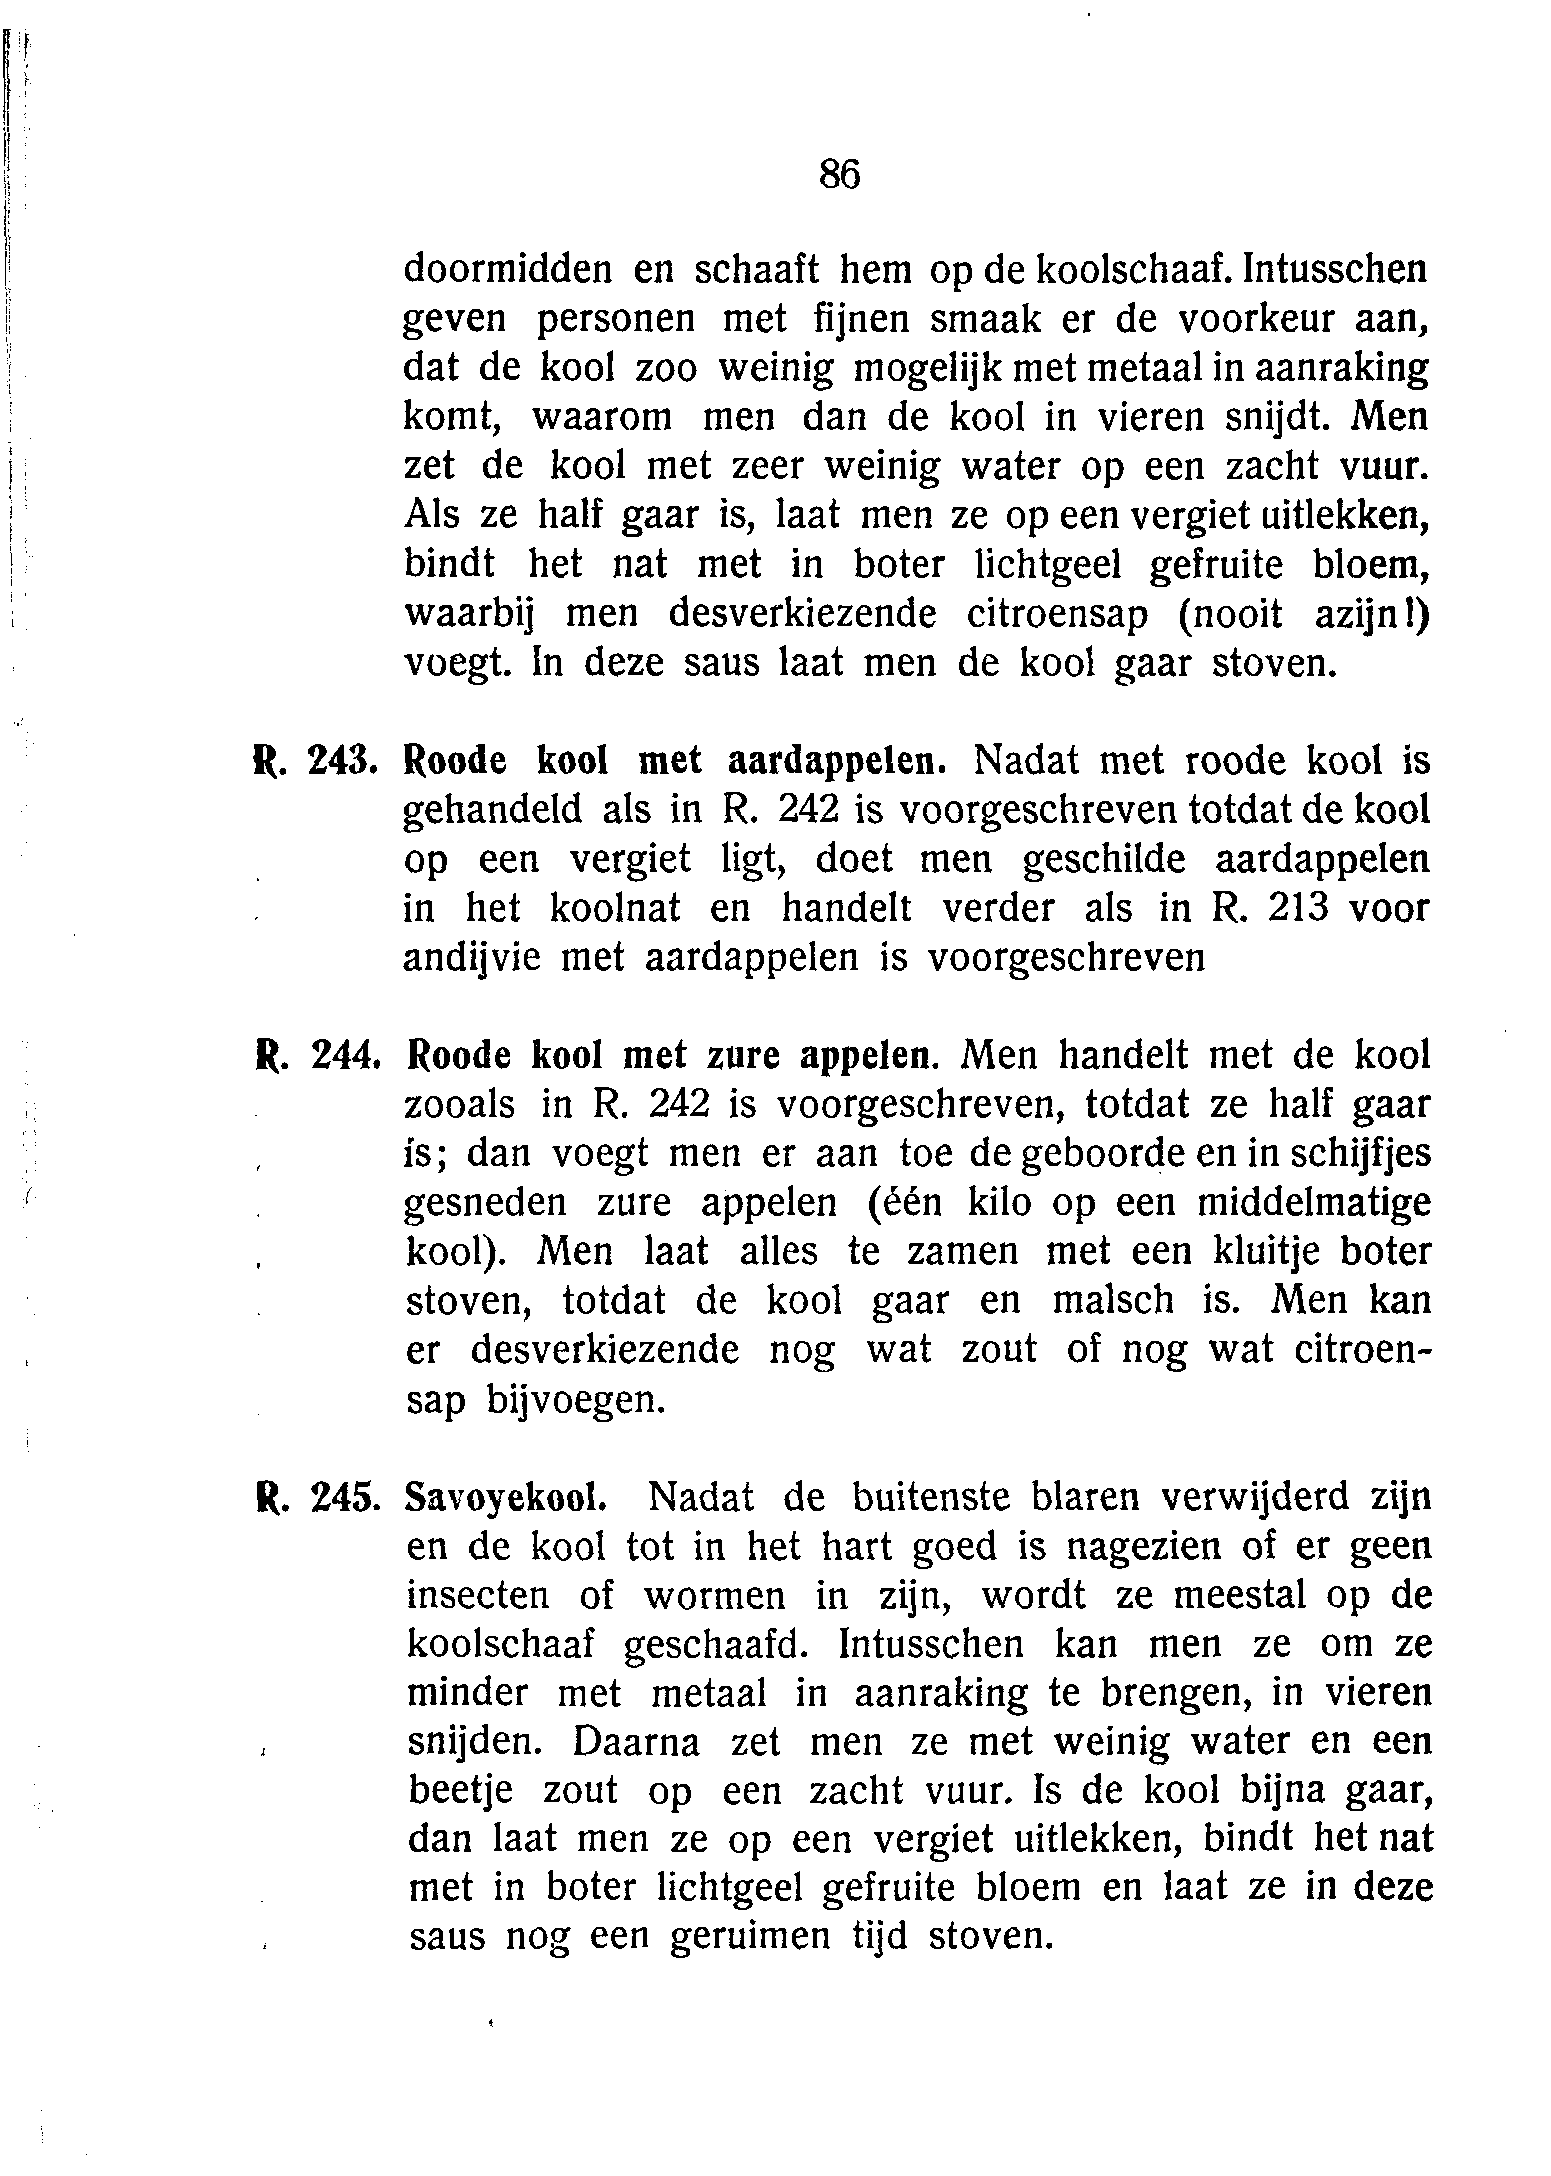 86
doormidden en schaaft hem op de koolschaaf. Intusschen
geven personen met fijnen smaak er de voorkeur aan,
dat de kool zoo weinig mogelijk met metaal in aanraking
komt, waarom men dan de kool in vieren snijdt. Men
zet de kool met zeer weinig water op een zacht vuur.
Als ze half gaar is, laat men ze op een vergiet uitlekken,
bindt het nat met in boter lichtgeel gefruite bloem,
waarbij men desverkiezende citroensap (nooit azijn!)
voegt. In deze saus laat men de kool gaar stoven.
R. 243. Roode kool met aardappelen. Nadat met roode kool is
gehandeld als in R. 242 is voorgeschreven totdat de kool
op een vergiet ligt, doet men geschilde aardappelen
in het koolnat en handelt verder als in R. 213 voor
andijvie met aardappelen is voorgeschreven
R. 244. Roode kool met zure appelen. Men handelt met de kool
zooals in R. 242 is voorgeschreven, totdat ze half gaar
is; dan voegt men er aan toe de geboorde en in schijfjes
gesneden zure appelen (één kilo op een middelmatige
kool). Men laat alles te zamen met een kluitje boter
stoven, totdat de kool gaar en malsch is. Men kan
er desverkiezende nog wat zout of nog wat citroen-
sap bijvoegen.
R. 245. Savoyekool. Nadat de buitenste blaren verwijderd zijn
en de kool tot in het hart goed is nagezien of er geen
insecten of wormen in zijn, wordt ze meestal op de
koolschaaf geschaafd. Intusschen kan men ze om ze
minder met metaal in aanraking te brengen, in vieren
snijden. Daarna zet men ze met weinig water en een
beetje zout op een zacht vuur. Is de kool bijna gaar,
dan laat men ze op een vergiet uitlekken, bindt het nat
met in boter lichtgeel gefruite bloem en laat ze in deze
saus nog een geruimen tijd stoven.